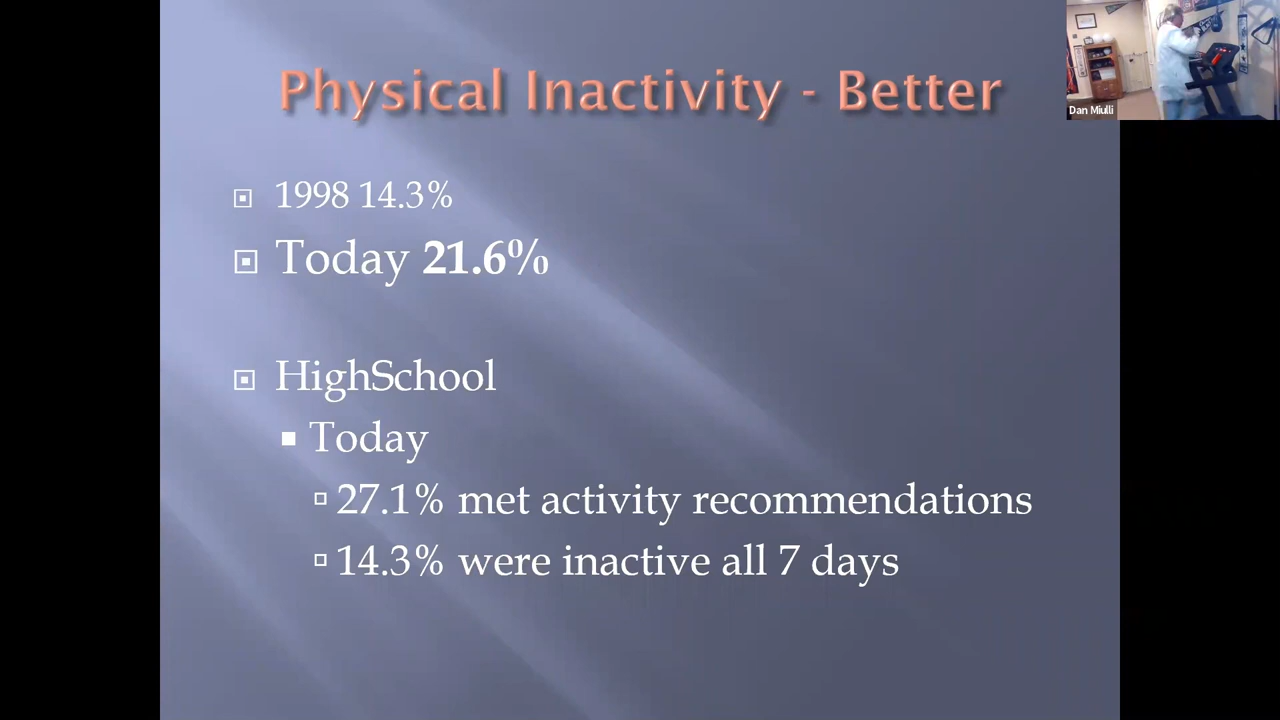 Physical Inactivity - Better
Dan Miulli
1998 14.3%
Today 21.6%
HighSchool
Today
27.1% met activity recommendations
14.3% were inactive all 7 days